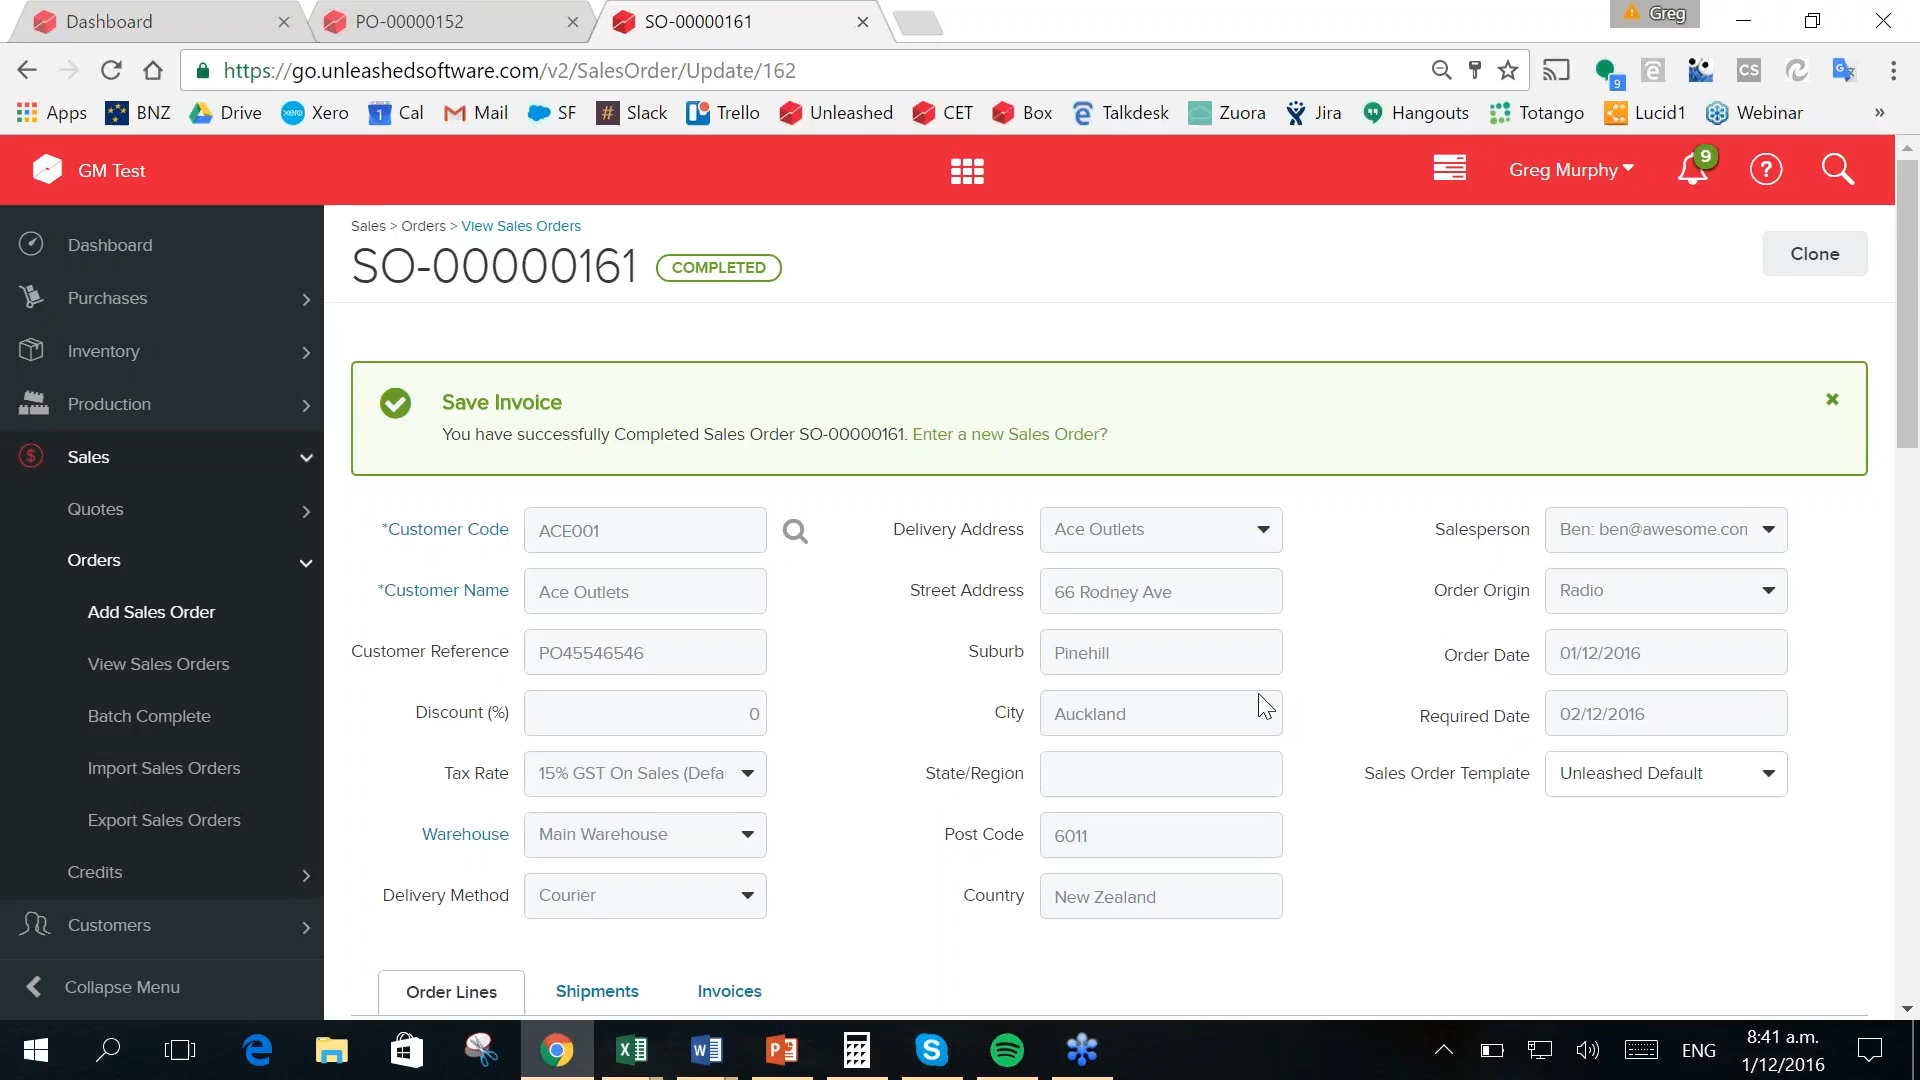 Dashboard
PO-00000152
SO-00000161
Greg
https://go.unleashedsoftware.com/v2/SalesOrder/Update/162
9
CS
Apps
BNZ
Drive
Xero
Cal
Mail
SF
Slack
Trello
Unleashed
CET
Box
Talkdesk
Zuora
Jira
Hangouts
Totango
Lucid1
Webinar
»
GM Test
Greg Murphy
9
Dashboard
Purchases
Inventory
Production
Sales
Quotes
Orders
Add Sales Order
View Sales Orders
Batch Complete
Import Sales Orders
Export Sales Orders
Credits
Customers
Collapse Menu
Sales > Orders > View Sales Orders
SO-00000161 COMPLETED
Clone
Save Invoice
You have successfully Completed Sales Order SO-00000161. Enter a new Sales Order?
*Customer Code ACE001
*Customer Name Ace Outlets
Customer Reference PO45546546
Discount (%) 0
Tax Rate 15% GST On Sales (Defa
Warehouse Main Warehouse
Delivery Method Courier
Delivery Address Ace Outlets
Street Address 66 Rodney Ave
Suburb Pinehill
City Auckland
State/Region
Post Code 6011
Country New Zealand
Salesperson Ben: ben@awesome.con
Order Origin Radio
Order Date 01/12/2016
Required Date 02/12/2016
Sales Order Template Unleashed Default
Order Lines
Shipments
Invoices
ENG
8:41 a.m.
1/12/2016